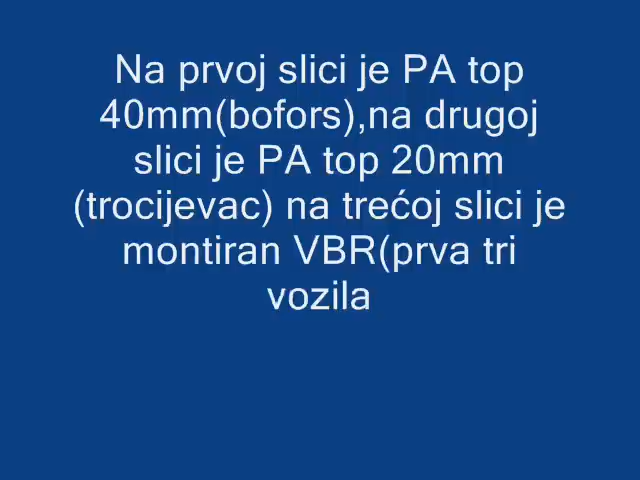 Na prvoj slici je PA top
40mm(bofors),na drugoj
slici je PA top 20mm
(trocijevac) na trećoj slici je
montiran VBR(prva tri
vozila